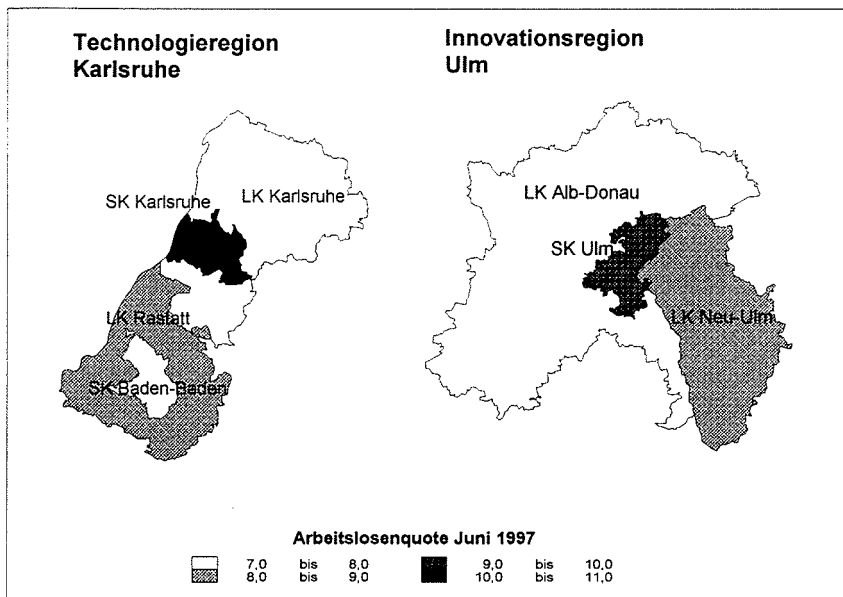 Technologieregion
Karlsruhe
Innovationsregion
Ulm
SK Karlsruhe
LK Karlsruhe
LK Rastatt
SK Baden-Baden
LK Alb-Donau
SK Ulm
LK Neu-Ulm
Arbeitslosenquote Juni 1997
7,0 bis 8,0
8,0 bis 9,0
9,0 bis 10,0
10,0 bis 11,0